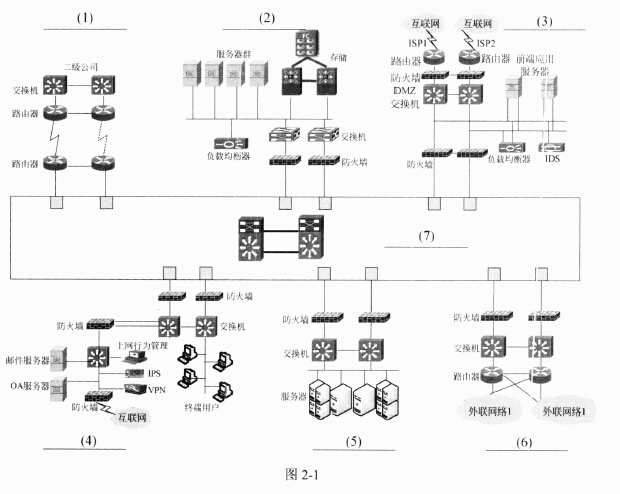 (1)
二级公司
交换机
路由器
路由器
(2)
服务器群
存储
负载均衡器
交换机
防火墙
互联网
互联网
(3)
ISP1
ISP2
路由器
路由器
防火墙
DMZ
交换机
前端应用
服务器
防火墙
负载均衡器
IDS
(7)
防火墙
防火墙
防火墙
交换机
邮件服务器
上网行为管理
IPS
OA服务器
VPN
防火墙
互联网
终端用户
(4)
防火墙
交换机
服务器
(5)
防火墙
交换机
路由器
外联网络1
外联网络1
(6)
图 2-1